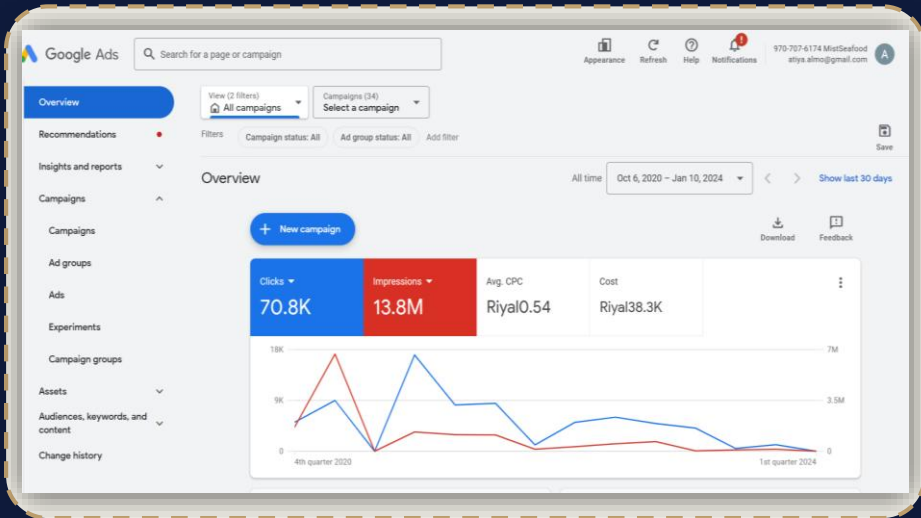 Google Ads
Search for a page or campaign
Appearance
Refresh
Help
Notifications
970-707-6174 MistSeafood
atiya.almo@gmail.com
A
Overview
Recommendations
Insights and reports
Campaigns
Campaigns
Ad groups
Ads
Experiments
Campaign groups
Assets
Audiences, keywords, and
content
Change history
View (2 filters)
All campaigns
Campaigns (34)
Select a campaign
Filters
Campaign status: All
Ad group status: All
Add filter
Save
Overview
All time
Oct 6, 2020 – Jan 10, 2024
Show last 30 days
+ New campaign
Download
Feedback
Clicks
70.8K
Impressions
13.8M
Avg. CPC
Riyal0.54
Cost
Riyal38.3K
18K
9K
0
7M
3.5M
0
4th quarter 2020
1st quarter 2024